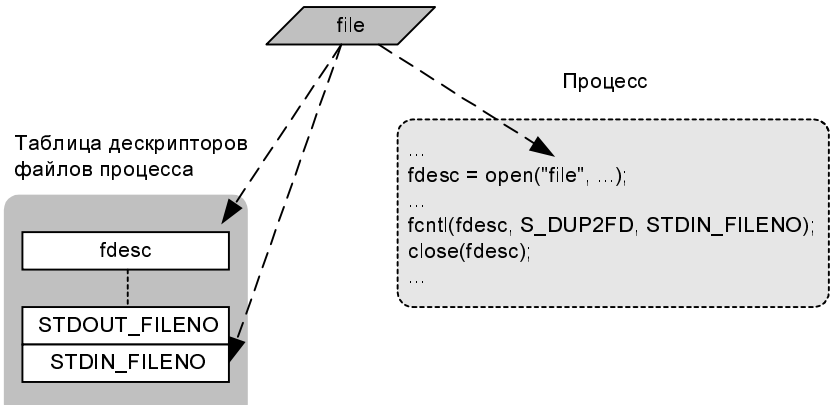 file
Процесс
Таблица дескрипторов
файлов процесса
...
fdesc = open("file", ...);
...
fcntl(fdesc, S_DUP2FD, STDIN_FILENO);
close(fdesc);
...
fdesc
STDOUT_FILENO
STDIN_FILENO